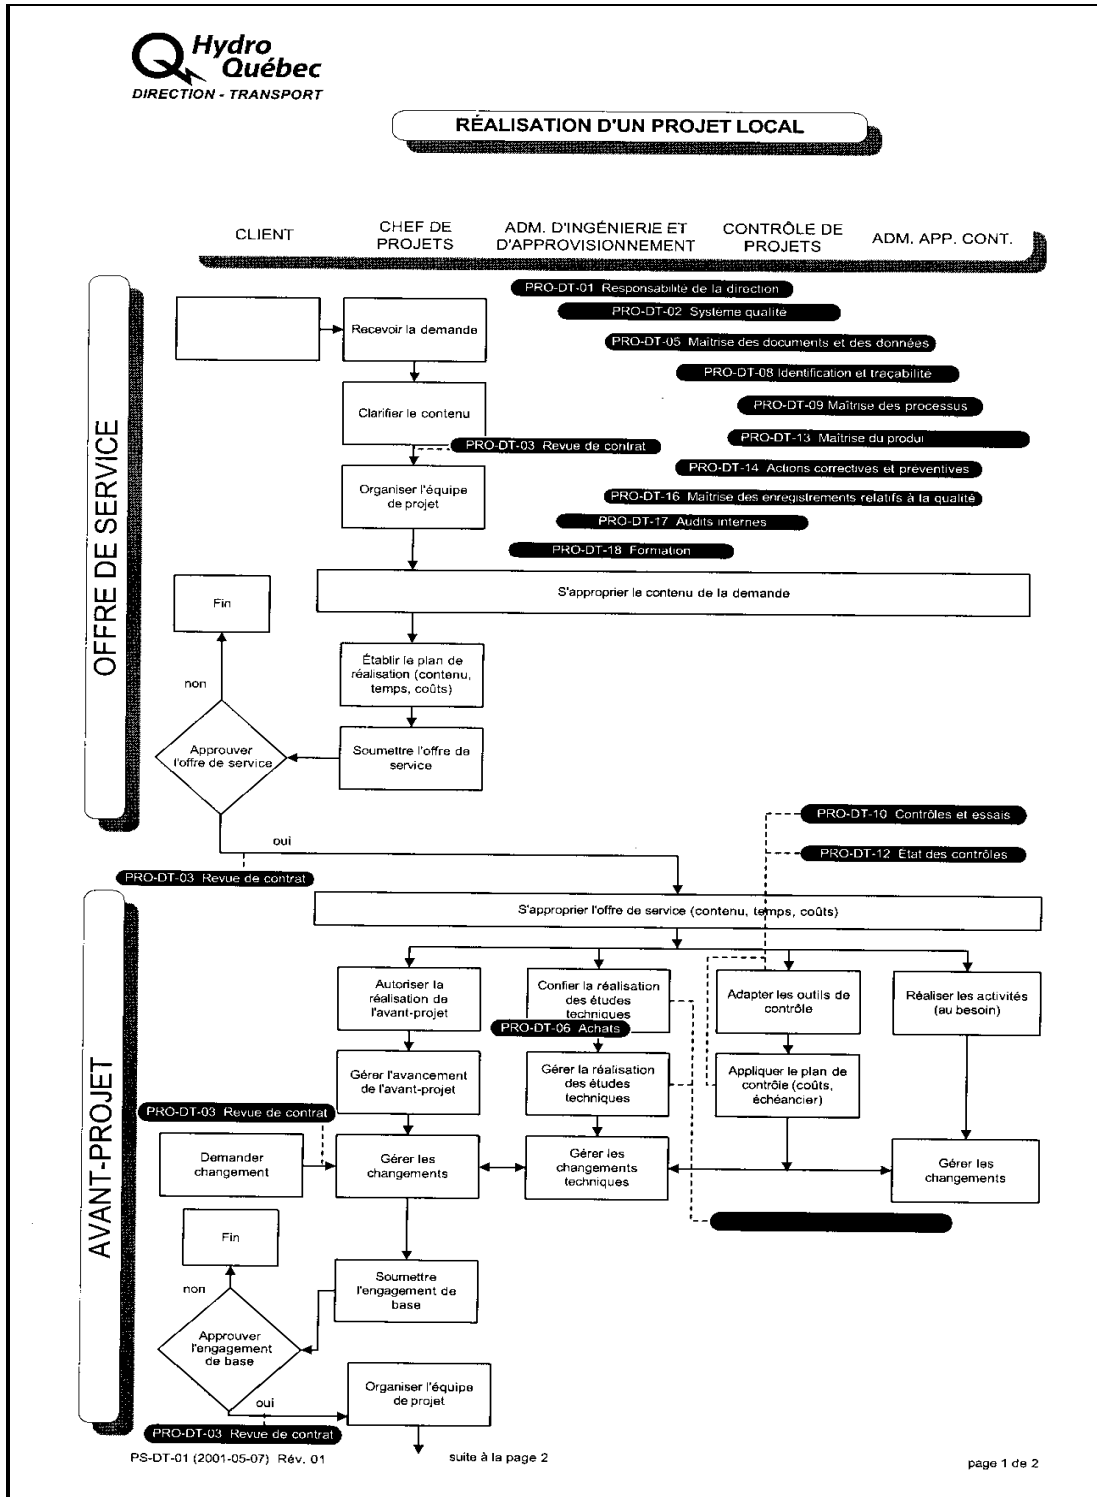 Hydro
Québec
DIRECTION - TRANSPORT
RÉALISATION D'UN PROJET LOCAL
CLIENT
CHEF DE
PROJETS
ADM. D'INGÉNIERIE ET
D'APPROVISIONNEMENT
CONTRÔLE DE
PROJETS
ADM. APP. CONT.
OFFRE DE SERVICE
PRO-DT-01 Responsabilité de la direction
PRO-DT-02 Système qualité
Recevoir la demande
PRO-DT-05 Maîtrise des documents et des données
PRO-DT-08 Identification et traçabilité
Clarifier le contenu
PRO-DT-09 Maîtrise des processus
PRO-DT-13 Maîtrise du produi
PRO-DT-03 Revue de contrat
PRO-DT-14 Actions correctives et préventives
Organiser l'équipe
de projet
PRO-DT-16 Maîtrise des enregistrements relatifs à la qualité
PRO-DT-17 Audits internes
PRO-DT-18 Formation
S'approprier le contenu de la demande
Fin
Établir le plan de
réalisation (contenu,
temps, coûts)
non
Approuver
l'offre de service
Soumettre l'offre de
service
oui
PRO-DT-10 Contrôles et essais
PRO-DT-12 État des contrôles
PRO-DT-03 Revue de contrat
AVANT-PROJET
S'approprier l'offre de service (contenu, temps, coûts)
Autoriser la
réalisation de
l'avant-projet
Confier la réalisation
des études
techniques
Adapter les outils de
contrôle
Réaliser les activités
(au besoin)
PRO-DT-06 Achats
Gérer l'avancement
de l'avant-projet
Gérer la réalisation
des études
techniques
Appliquer le plan de
contrôle (coûts,
échéancier)
PRO-DT-03 Revue de contrat
Demander
changement
Gérer les
changements
Gérer les
changements
techniques
Gérer les
changements
Fin
non
Soumettre
l'engagement de
base
Approuver
l'engagement
de base
Organiser l'équipe
de projet
oui
PRO-DT-03 Revue de contrat
PS-DT-01 (2001-05-07) Rév. 01
suite à la page 2
page 1 de 2